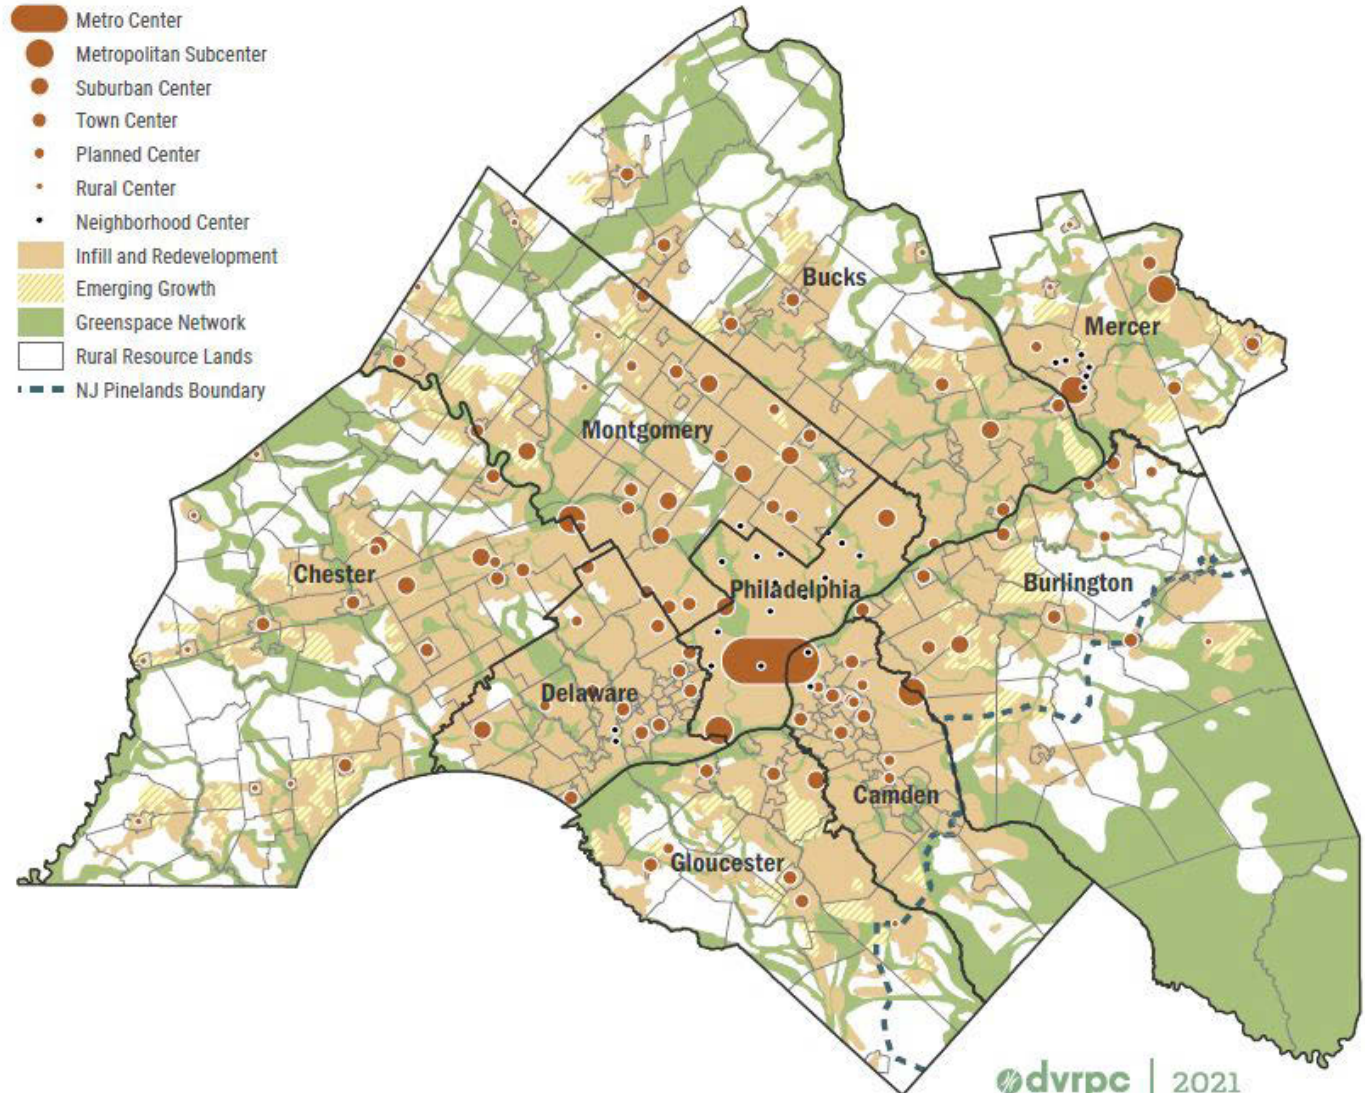 Metro Center
Metropolitan Subcenter
Suburban Center
Town Center
Planned Center
Rural Center
Neighborhood Center
Infill and Redevelopment
Emerging Growth
Greenspace Network
Rural Resource Lands
NJ Pinelands Boundary
Bucks
Mercer
Montgomery
Chester
Philadelphia
Burlington
Delaware
Camden
Gloucester
dvrpc | 2021